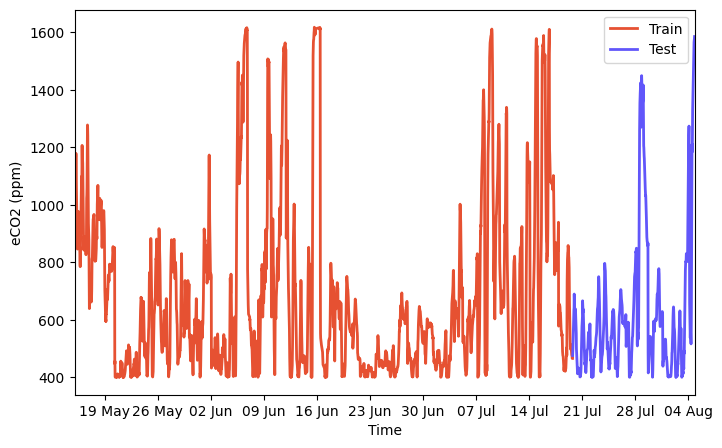 Train
Test
eCO2 (ppm)
1600
1400
1200
1000
800
600
400
19 May 26 May 02 Jun 09 Jun 16 Jun 23 Jun 30 Jun 07 Jul 14 Jul 21 Jul 28 Jul 04 Aug
Time